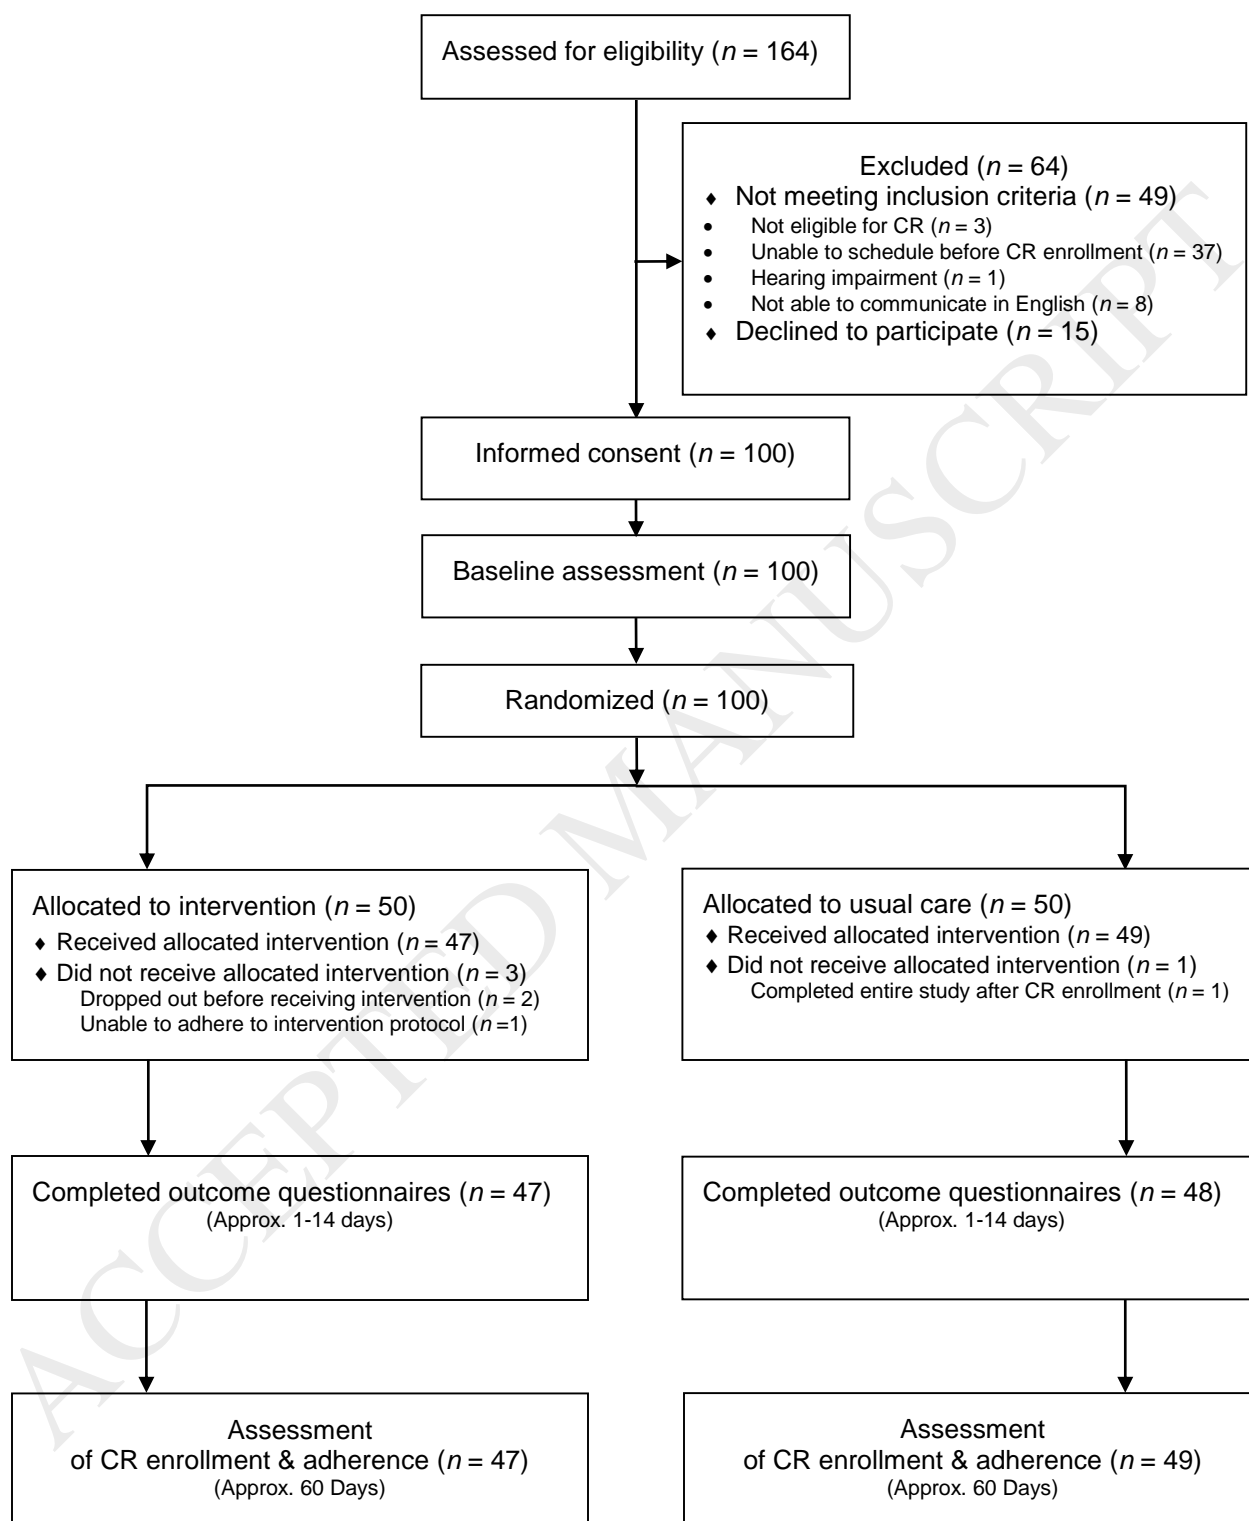 Assessed for eligibility (n = 164)
Excluded (n = 64)
♦ Not meeting inclusion criteria (n = 49)
• Not eligible for CR (n = 3)
• Unable to schedule before CR enrollment (n = 37)
• Hearing impairment (n = 1)
• Not able to communicate in English (n = 8)
♦ Declined to participate (n = 15)
Informed consent (n = 100)
Baseline assessment (n = 100)
Randomized (n = 100)
Allocated to intervention (n = 50)
♦ Received allocated intervention (n = 47)
♦ Did not receive allocated intervention (n = 3)
Dropped out before receiving intervention (n = 2)
Unable to adhere to intervention protocol (n =1)
Allocated to usual care (n = 50)
♦ Received allocated intervention (n = 49)
♦ Did not receive allocated intervention (n = 1)
Completed entire study after CR enrollment (n = 1)
Completed outcome questionnaires (n = 47)
(Approx. 1-14 days)
Completed outcome questionnaires (n = 48)
(Approx. 1-14 days)
Assessment
of CR enrollment & adherence (n = 47)
(Approx. 60 Days)
Assessment
of CR enrollment & adherence (n = 49)
(Approx. 60 Days)
ACCEPTED MANUSCRIPT